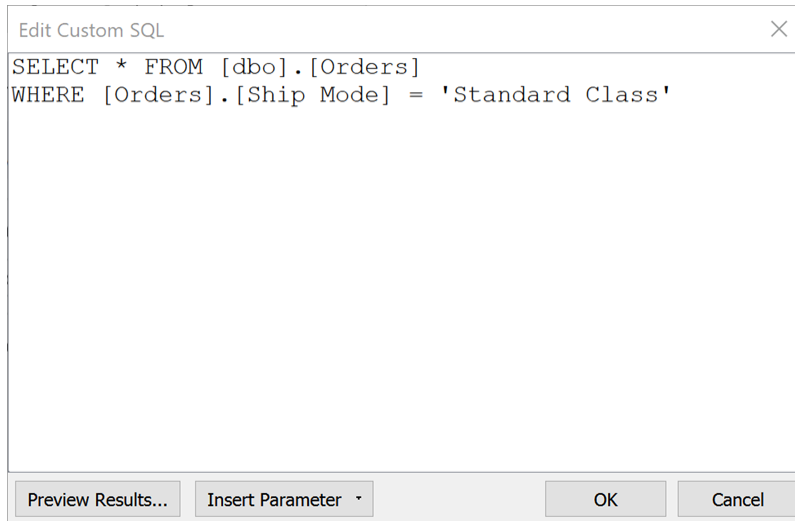 Edit Custom SQL
SELECT * FROM [dbo].[Orders]
WHERE [Orders].[Ship Mode] = 'Standard Class'
Preview Results... Insert Parameter OK Cancel